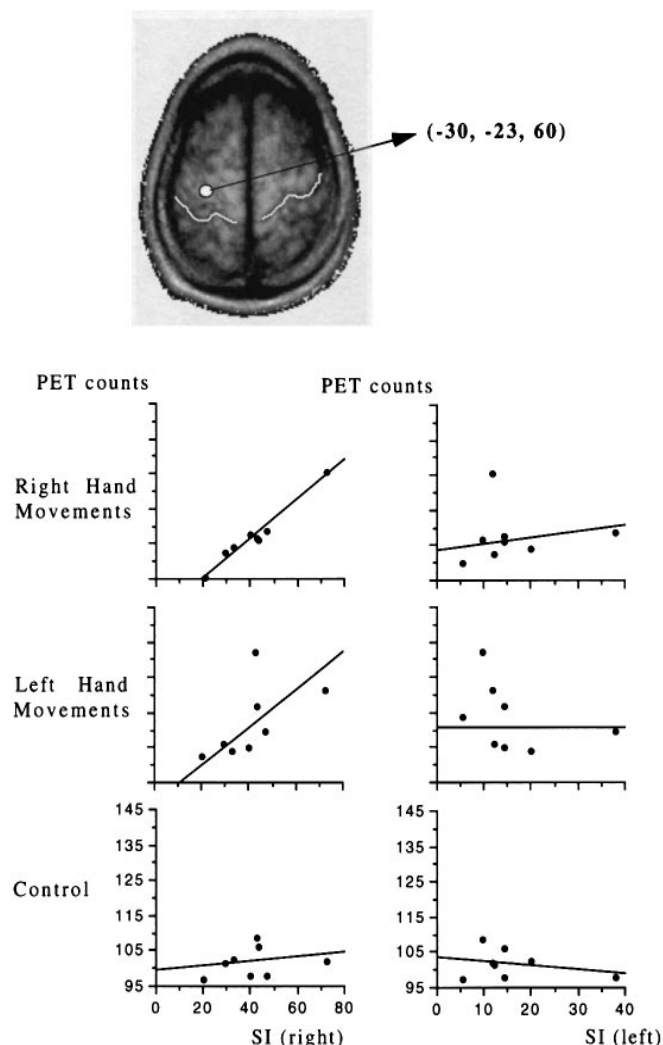 (-30, -23, 60)
PET counts
PET counts
Right Hand
Movements
Left Hand
Movements
Control
145
135
125
115
105
95
0 20 40 60 80
SI (right)
145
135
125
115
105
95
0 10 20 30 40
SI (left)